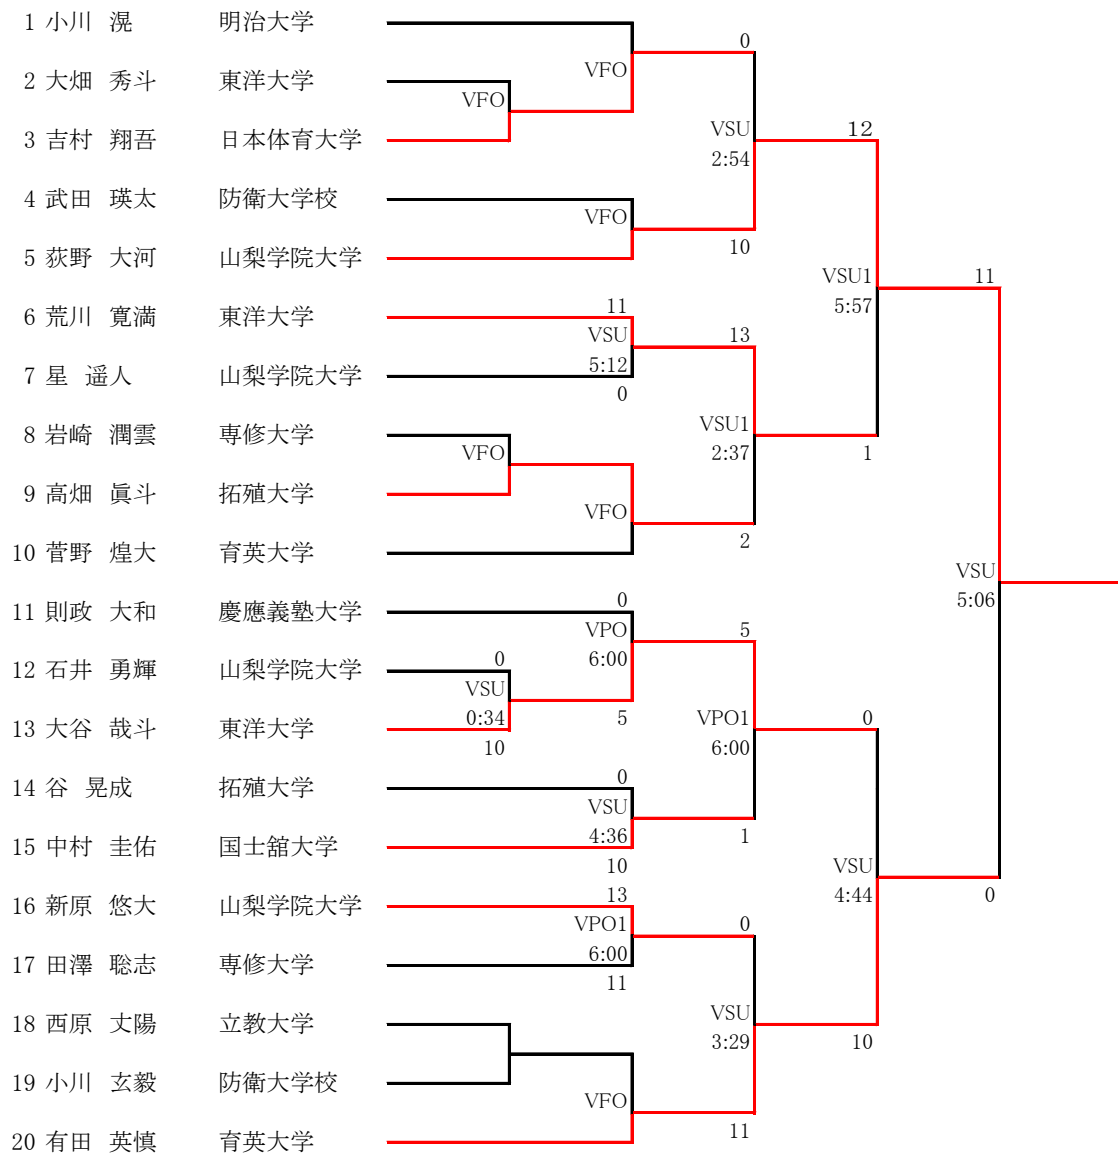 1 小川 滉 明治大学
0
VFO
2 大畑 秀斗 東洋大学
VFO
VSU 12
3 吉村 翔吾 日本体育大学
2:54
4 武田 瑛太 防衛大学校
VFO
10
5 荻野 大河 山梨学院大学
VSU1 11
5:57
6 荒川 寛満 東洋大学
11
VSU 13
5:12
7 星 遥人 山梨学院大学
0
VSU1
8 岩崎 潤雲 専修大学
VFO
2:37 1
9 高畑 眞斗 拓殖大学
VFO
2
10 菅野 煌大 育英大学
VSU
5:06
11 則政 大和 慶應義塾大学
0
VPO 5
6:00
12 石井 勇輝 山梨学院大学
0
VSU
0:34
5
VPO1 0
13 大谷 哉斗 東洋大学
10
6:00
14 谷 晃成 拓殖大学
0
VSU
4:36
1
15 中村 圭佑 国士舘大学
10
VSU
4:44
0
16 新原 悠大 山梨学院大学
13
VPO1 0
6:00
17 田澤 聡志 専修大学
11
VSU
18 西原 丈陽 立教大学
3:29 10
19 小川 玄毅 防衛大学校
VFO
11
20 有田 英慎 育英大学